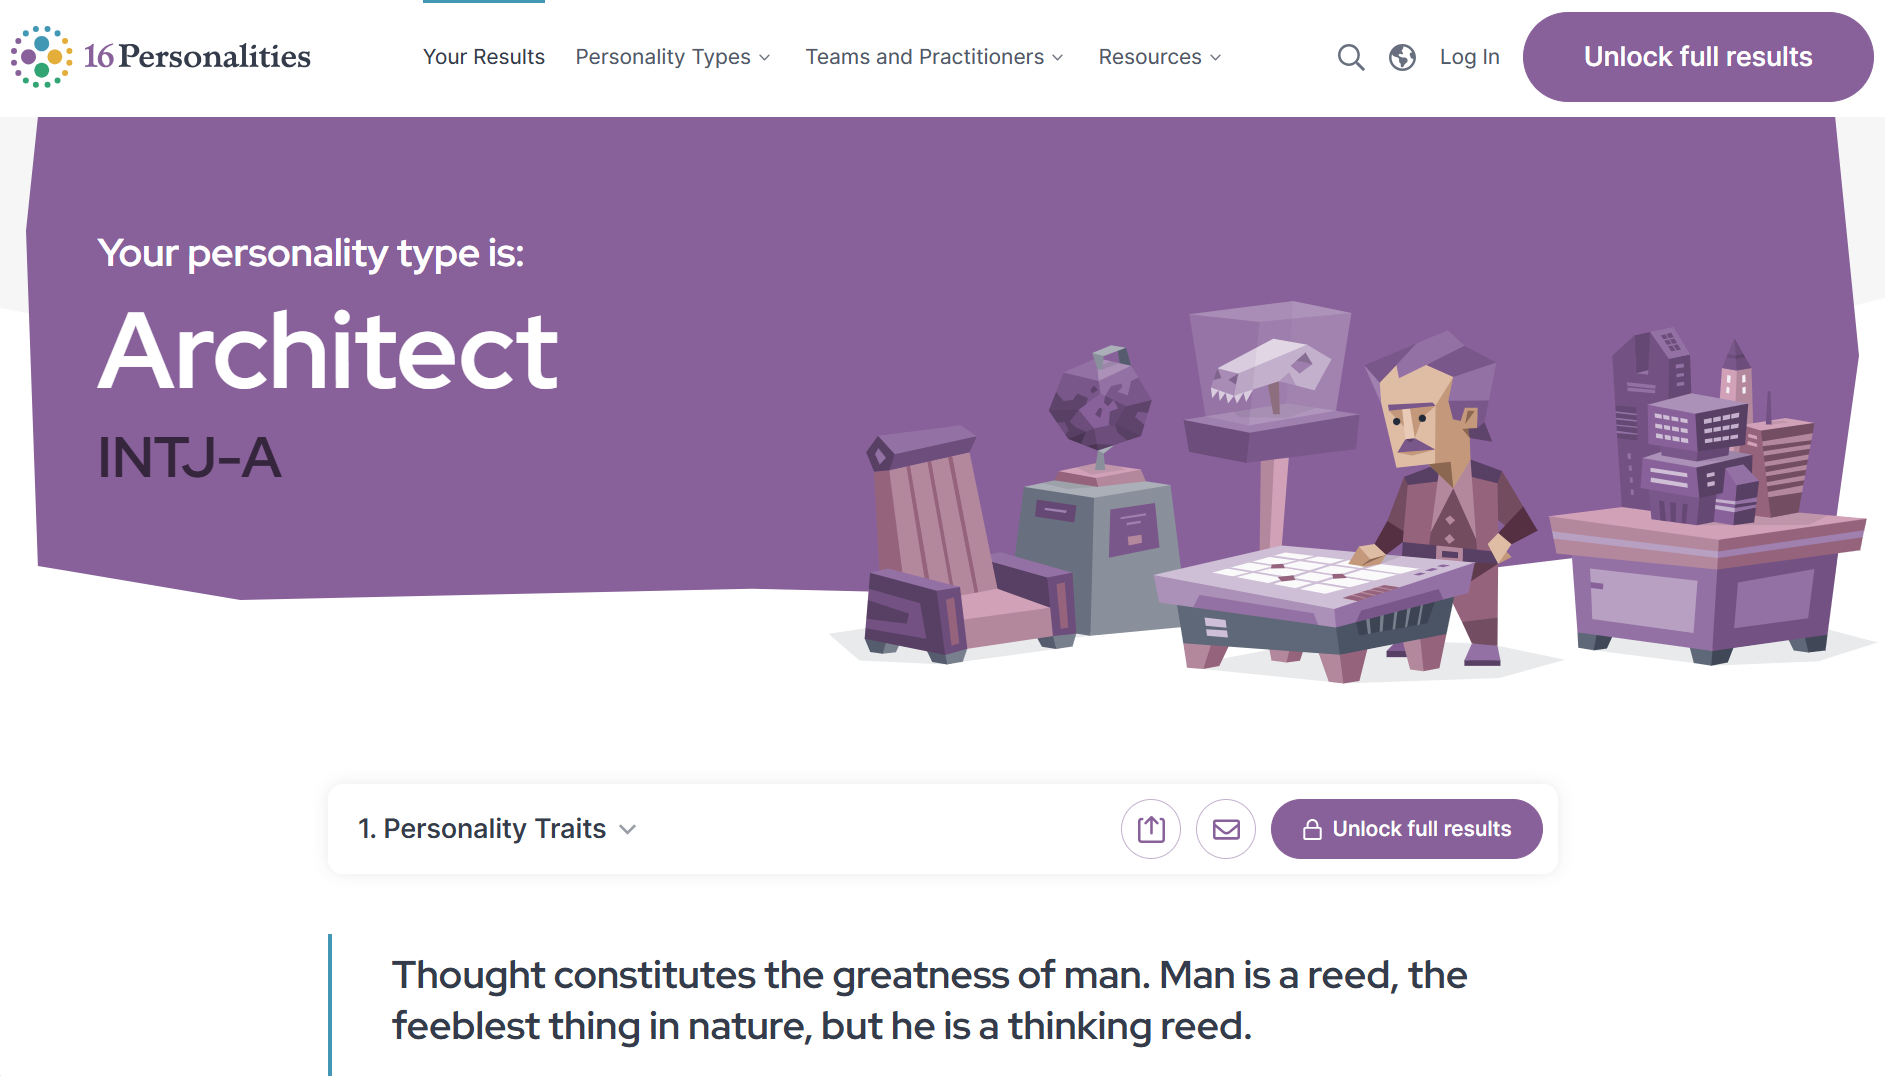 16Personalities
Your Results
Personality Types
Teams and Practitioners
Resources
Log In
Unlock full results
Your personality type is:
Architect
INTJ-A
1. Personality Traits
Unlock full results
Thought constitutes the greatness of man. Man is a reed, the
feeblest thing in nature, but he is a thinking reed.